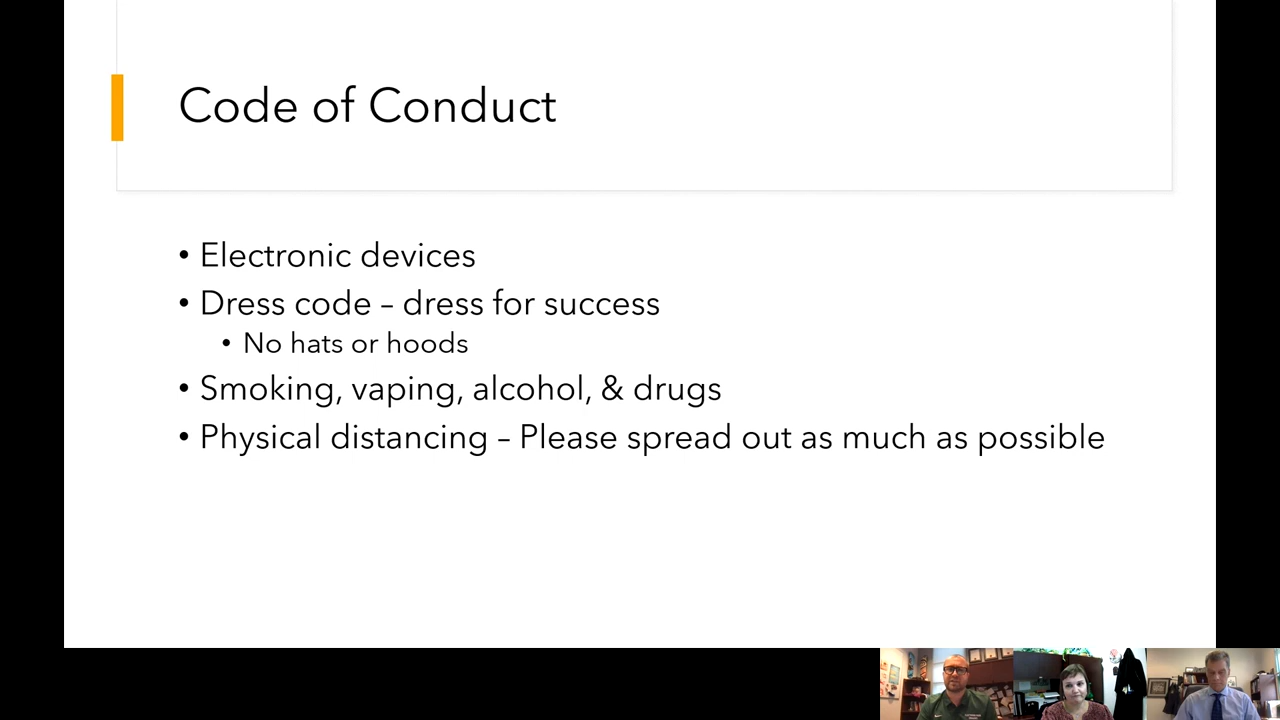 Code of Conduct
• Electronic devices
• Dress code – dress for success
• No hats or hoods
• Smoking, vaping, alcohol, & drugs
• Physical distancing – Please spread out as much as possible